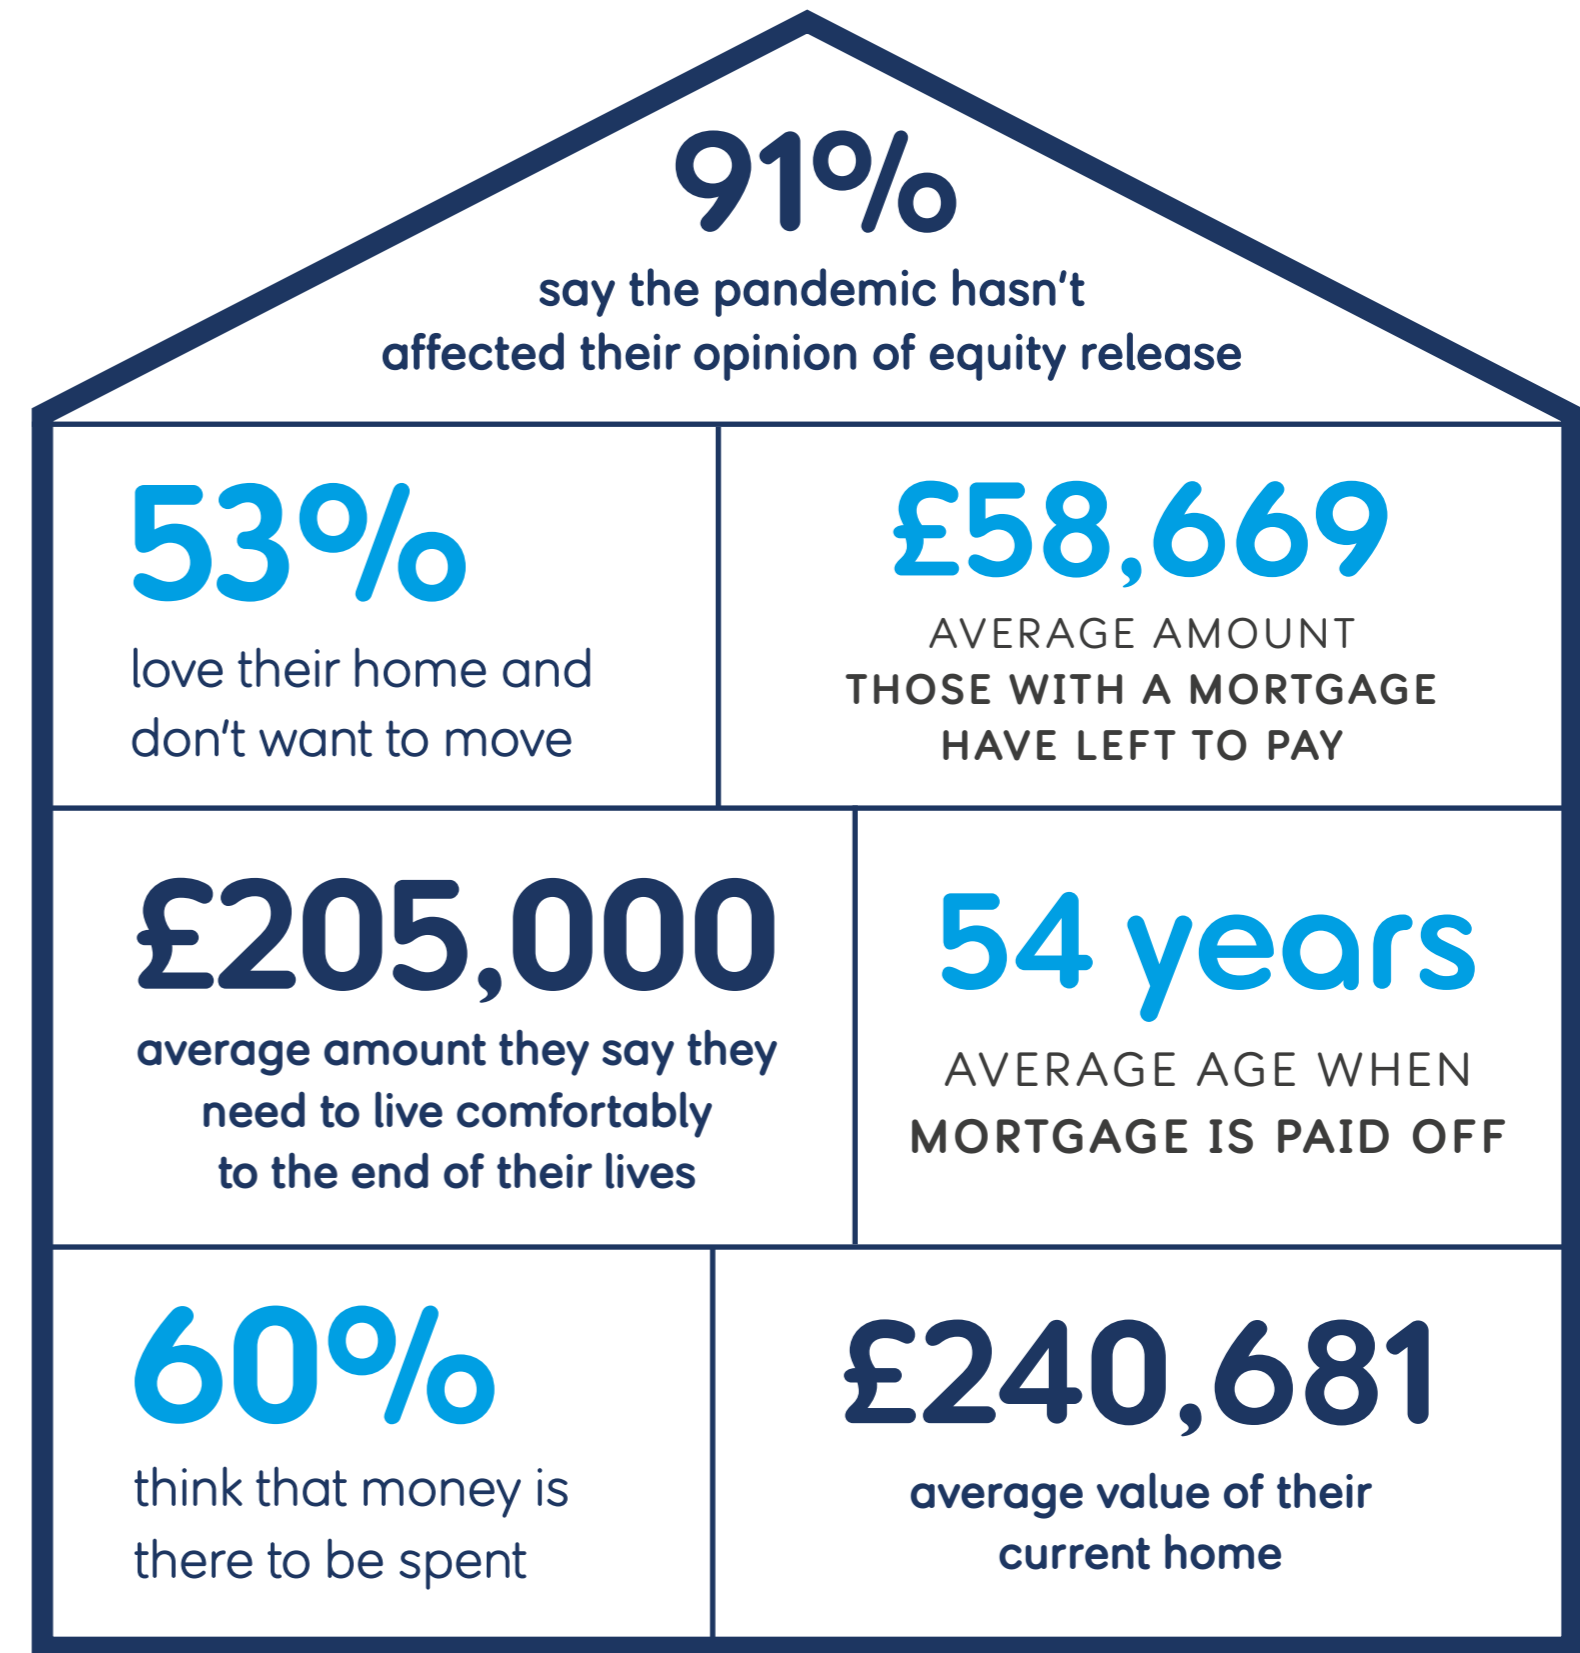 91%
say the pandemic hasn't
affected their opinion of equity release
53%
love their home and
don't want to move
£58,669
AVERAGE AMOUNT
THOSE WITH A MORTGAGE
HAVE LEFT TO PAY
£205,000
average amount they say they
need to live comfortably
to the end of their lives
54 years
AVERAGE AGE WHEN
MORTGAGE IS PAID OFF
60%
think that money is
there to be spent
£240,681
average value of their
current home